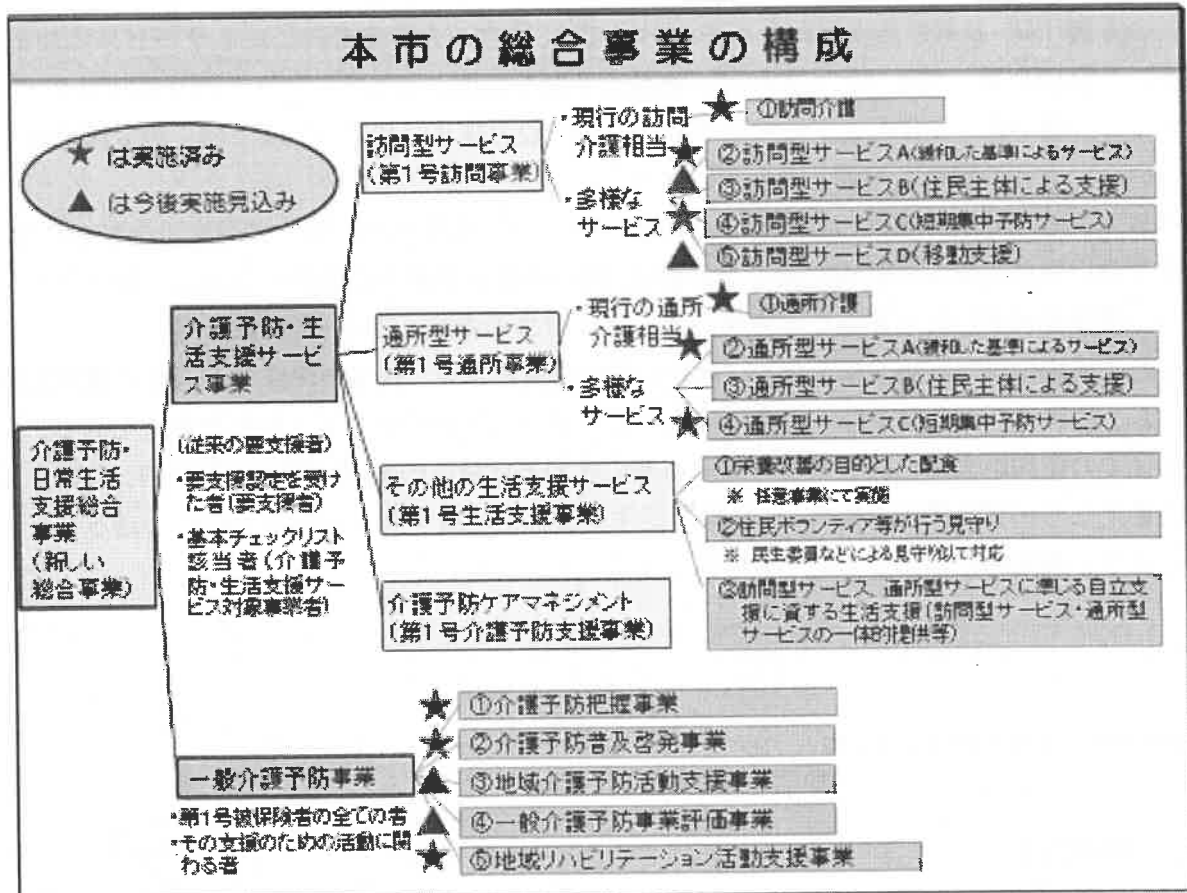 本市の総合事業の構成
★ は実施済み
▲ は今後実施見込み
訪問型サービス
(第1号訪問事業)
・現行の訪問
介護相当
・多様な
サービス
★ ①訪問介護
★ ②訪問型サービスA(緩和した基準によるサービス)
▲ ③訪問型サービスB(住民主体による支援)
★ ④訪問型サービスC(短期集中予防サービス)
▲ ⑤訪問型サービスD(移動支援)
介護予防・生
活支援サービ
ス事業
通所型サービス
(第1号通所事業)
・現行の通所
介護相当
・多様な
サービス
★ ①通所介護
★ ②通所型サービスA(緩和した基準によるサービス)
③通所型サービスB(住民主体による支援)
★ ④通所型サービスC(短期集中予防サービス)
介護予防・
日常生活
支援総合
事業
(新しい
総合事業)
(従来の要支援者)
・要支援認定を受け
た者(要支援者)
・基本チェックリスト
該当者(介護予
防・生活支援サー
ビス対象事業者)
その他の生活支援サービス
(第1号生活支援事業)
①栄養改善の目的とした配食
※ 任意事業にて実施
②住民ボランティア等が行う見守り
※ 民生委員などによる見守りにて対応
③訪問型サービス、通所型サービスに準じる自立支
援に資する生活支援(訪問型サービス・通所型
サービスの一体的提供等)
介護予防ケアマネジメント
(第1号介護予防支援事業)
一般介護予防事業
・第1号被保険者の全ての者
・その支援のための活動に関
わる者
★ ①介護予防把握事業
★ ②介護予防普及啓発事業
▲ ③地域介護予防活動支援事業
▲ ④一般介護予防事業評価事業
★ ⑤地域リハビリテーション活動支援事業